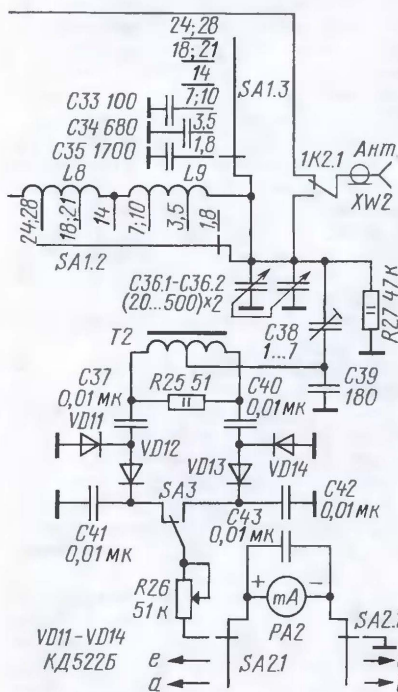 24;28
18;21
14
7;10
3,5
1,8
SA1.3
C33 100
C34 680
C35 1700
L8
L9
1K2.1
Ант.
XW2
24;28
18;21
14
7;10
3,5
1,8
SA1.2
C36.1-C36.2
(20...500)×2
R27 47к
T2
C38
1...7
C37
0,01 мк
R25 51
C40
0,01 мк
C39
180
VD11
VD12
VD13
VD14
C41
0,01 мк
SA3
C42
0,01 мк
C43
0,01 мк
R26
51 к
+
mA
−
PA2
SA2.2
VD11-VD14
КД522Б
SA2.1
e